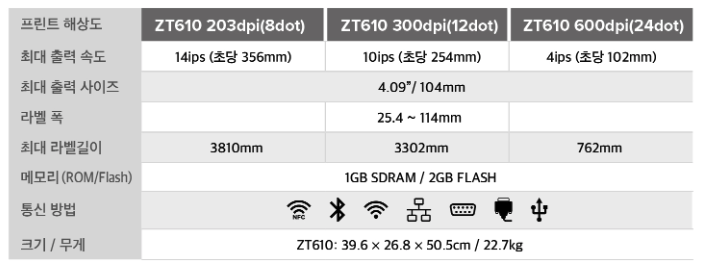 프린트 해상도 ZT610 203dpi(8dot) ZT610 300dpi(12dot) ZT610 600dpi(24dot)
최대 출력 속도 14ips (초당 356mm) 10ips (초당 254mm) 4ips (초당 102mm)
최대 출력 사이즈 4.09”/ 104mm
라벨 폭 25.4 ~ 114mm
최대 라벨길이 3810mm 3302mm 762mm
메모리 (ROM/Flash) 1GB SDRAM / 2GB FLASH
통신 방법 NFC
크기 / 무게 ZT610: 39.6 × 26.8 × 50.5cm / 22.7kg